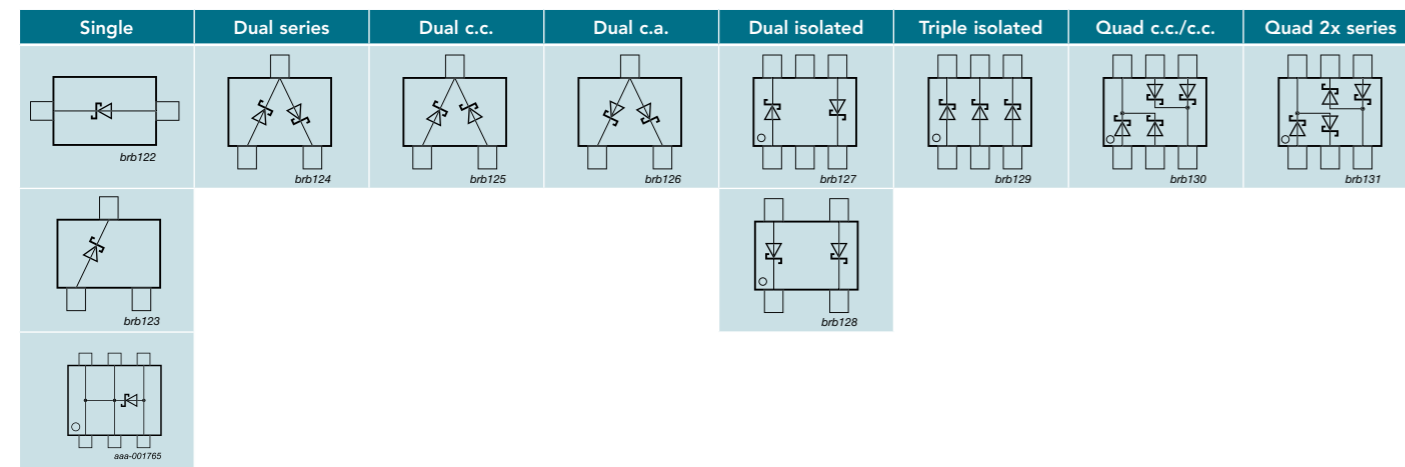 Single Dual series Dual c.c. Dual c.a. Dual isolated Triple isolated Quad c.c./c.c. Quad 2x series
brb122 brb124 brb125 brb126 brb127 brb129 brb130 brb131
brb123 brb128
aaa-001765